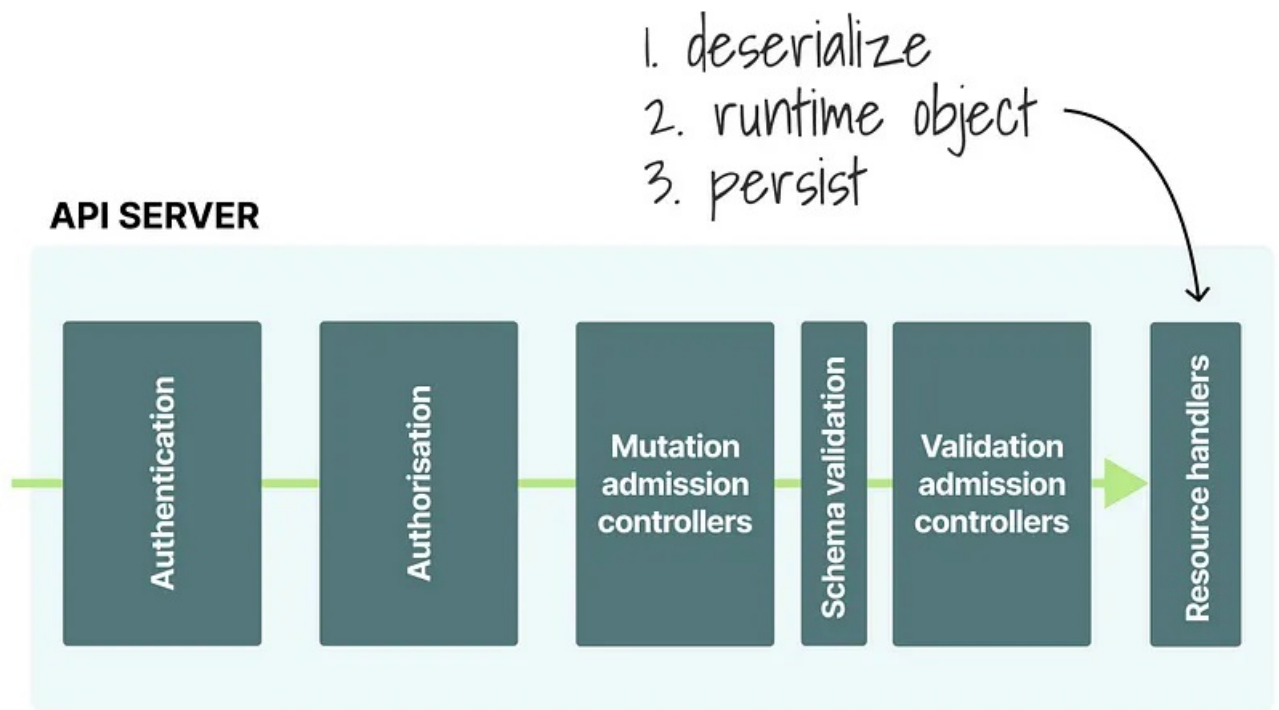 1. deserialize
2. runtime object
3. persist
API SERVER
Authentication
Authorisation
Mutation
admission
controllers
Schema validation
Validation
admission
controllers
Resource handlers